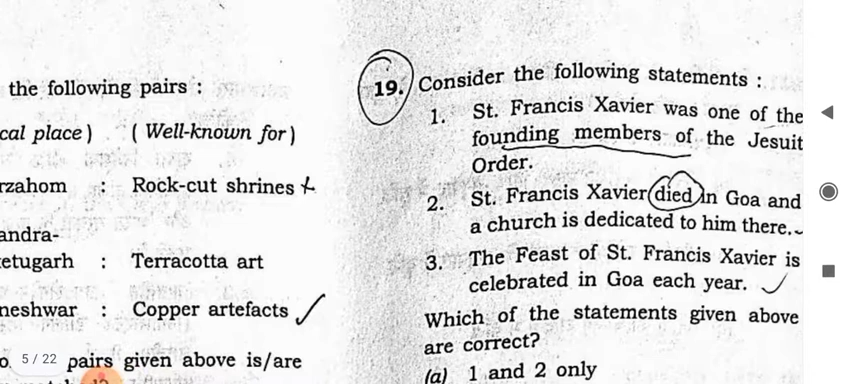 the following pairs :
cal place ) ( Well-known for )
rzahom : Rock-cut shrines
andra-
etugarh : Terracotta art
neshwar : Copper artefacts
o. pairs given above is/are
5 / 22
19. Consider the following statements :
1. St. Francis Xavier was one of the
founding members of the Jesuit
Order.
2. St. Francis Xavier died in Goa and
a church is dedicated to him there.
3. The Feast of St. Francis Xavier is
celebrated in Goa each year.
Which of the statements given above
are correct?
(a) 1 and 2 only